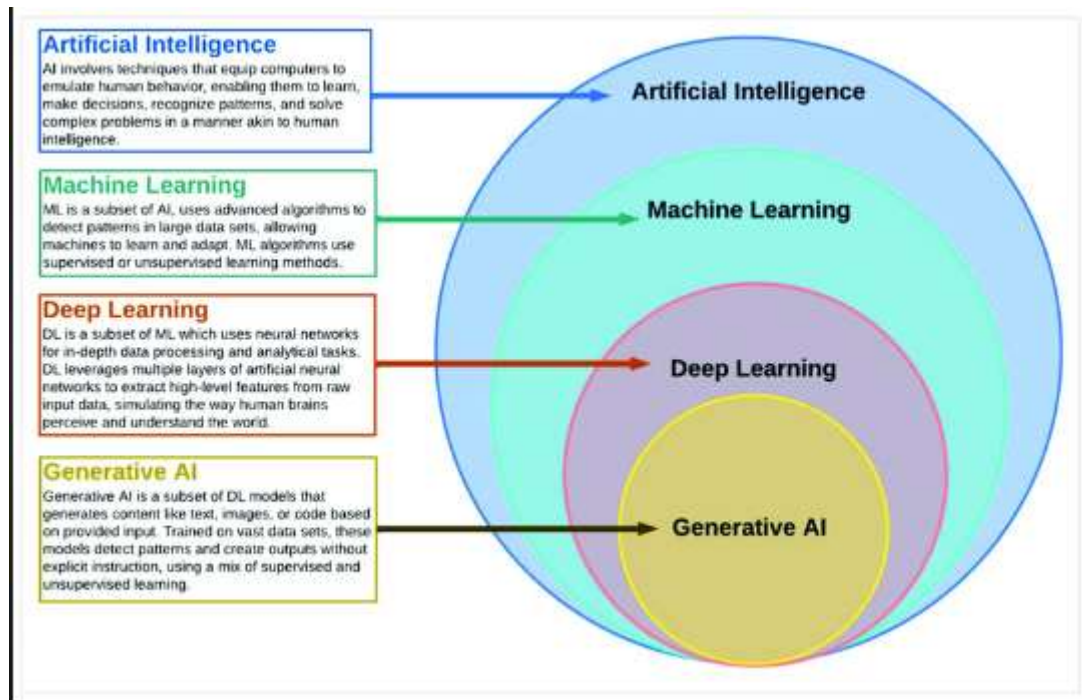 Artificial Intelligence
AI involves techniques that equip computers to
emulate human behavior, enabling them to learn,
make decisions, recognize patterns, and solve
complex problems in a manner akin to human
intelligence.
Machine Learning
ML is a subset of AI, uses advanced algorithms to
detect patterns in large data sets, allowing
machines to learn and adapt. ML algorithms use
supervised or unsupervised learning methods.
Deep Learning
DL is a subset of ML which uses neural networks
for in-depth data processing and analytical tasks.
DL leverages multiple layers of artificial neural
networks to extract high-level features from raw
input data, simulating the way human brains
perceive and understand the world.
Generative AI
Generative AI is a subset of DL models that
generates content like text, images, or code based
on provided input. Trained on vast data sets, these
models detect patterns and create outputs without
explicit instruction, using a mix of supervised and
unsupervised learning.
Artificial Intelligence
Machine Learning
Deep Learning
Generative AI